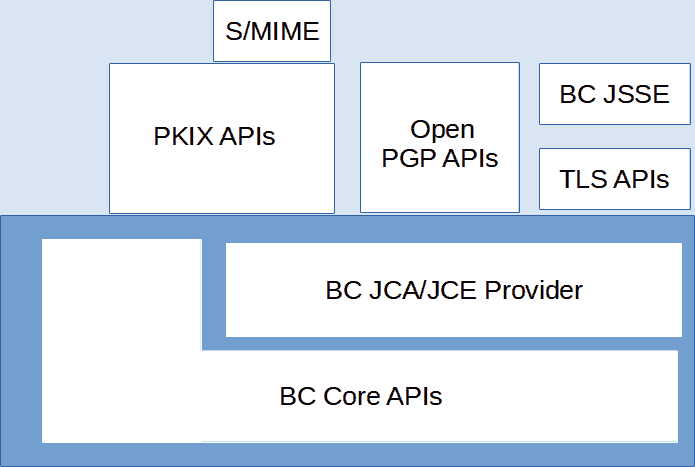 S/MIME
PKIX APIs
Open
PGP APIs
BC JSSE
TLS APIs
BC JCA/JCE Provider
BC Core APIs